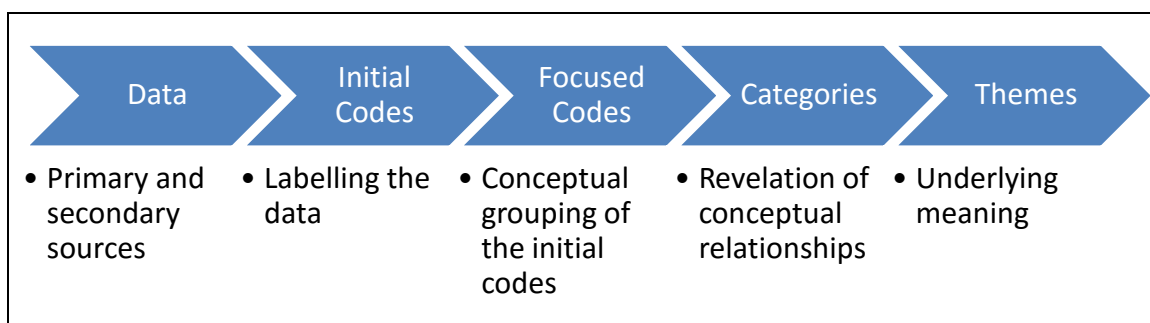 Data
Initial
Codes
Focused
Codes
Categories
Themes
• Primary and
secondary
sources
• Labelling the
data
• Conceptual
grouping of
the initial
codes
• Revelation of
conceptual
relationships
• Underlying
meaning